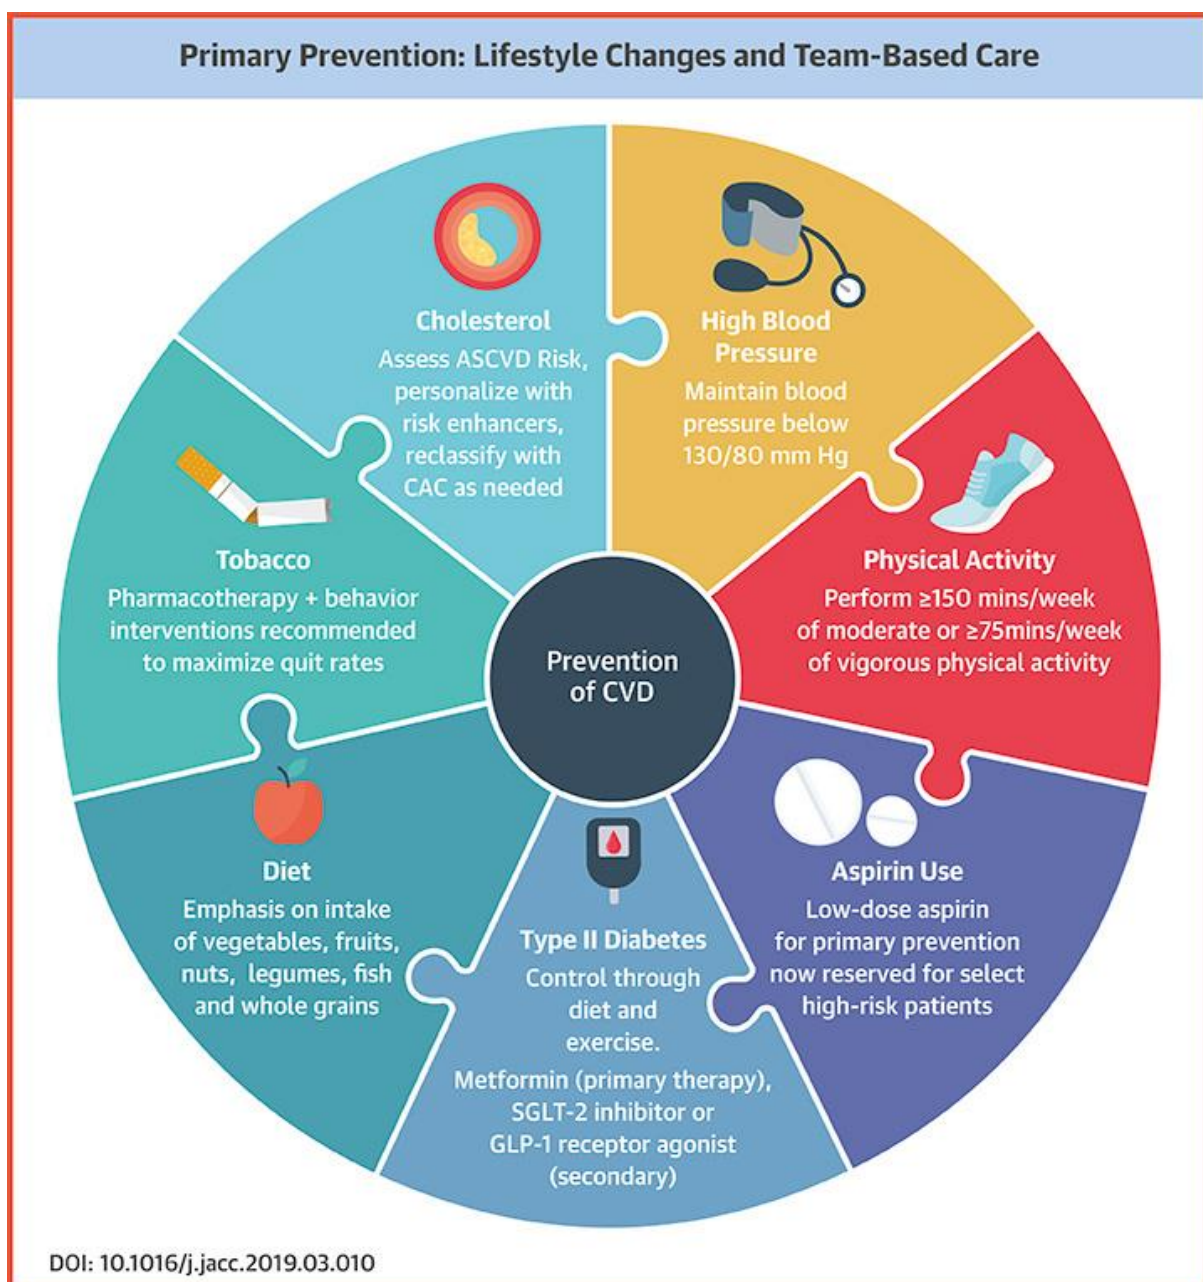 Primary Prevention: Lifestyle Changes and Team-Based Care
Cholesterol
Assess ASCVD Risk,
personalize with
risk enhancers,
reclassify with
CAC as needed
High Blood
Pressure
Maintain blood
pressure below
130/80 mm Hg
Tobacco
Pharmacotherapy + behavior
interventions recommended
to maximize quit rates
Physical Activity
Perform ≥150 mins/week
of moderate or ≥75mins/week
of vigorous physical activity
Prevention
of CVD
Diet
Emphasis on intake
of vegetables, fruits,
nuts, legumes, fish
and whole grains
Type II Diabetes
Control through
diet and
exercise.
Metformin (primary therapy),
SGLT-2 inhibitor or
GLP-1 receptor agonist
(secondary)
Aspirin Use
Low-dose aspirin
for primary prevention
now reserved for select
high-risk patients
DOI: 10.1016/j.jacc.2019.03.010